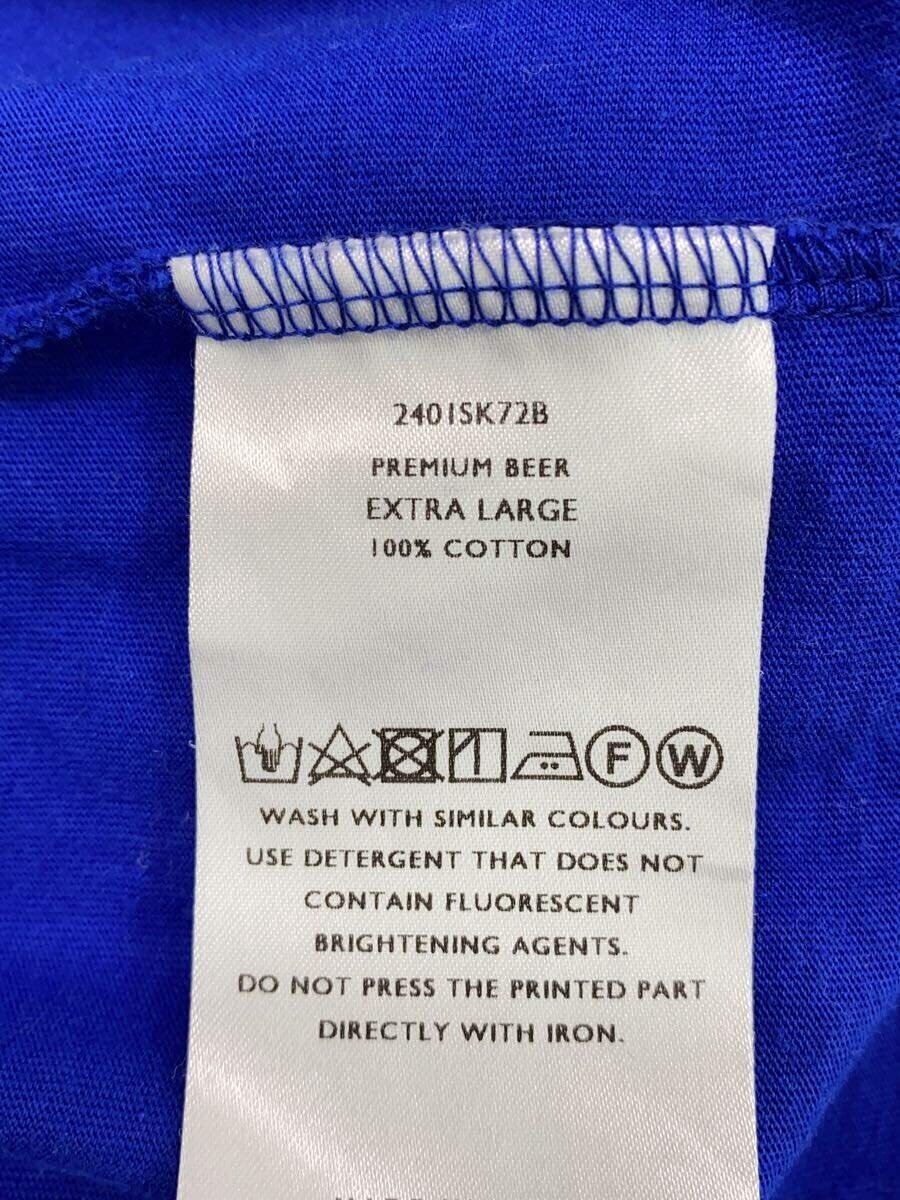 2401SK72B
PREMIUM BEER
EXTRA LARGE
100% COTTON
F W
WASH WITH SIMILAR COLOURS.
USE DETERGENT THAT DOES NOT
CONTAIN FLUORESCENT
BRIGHTENING AGENTS.
DO NOT PRESS THE PRINTED PART
DIRECTLY WITH IRON.